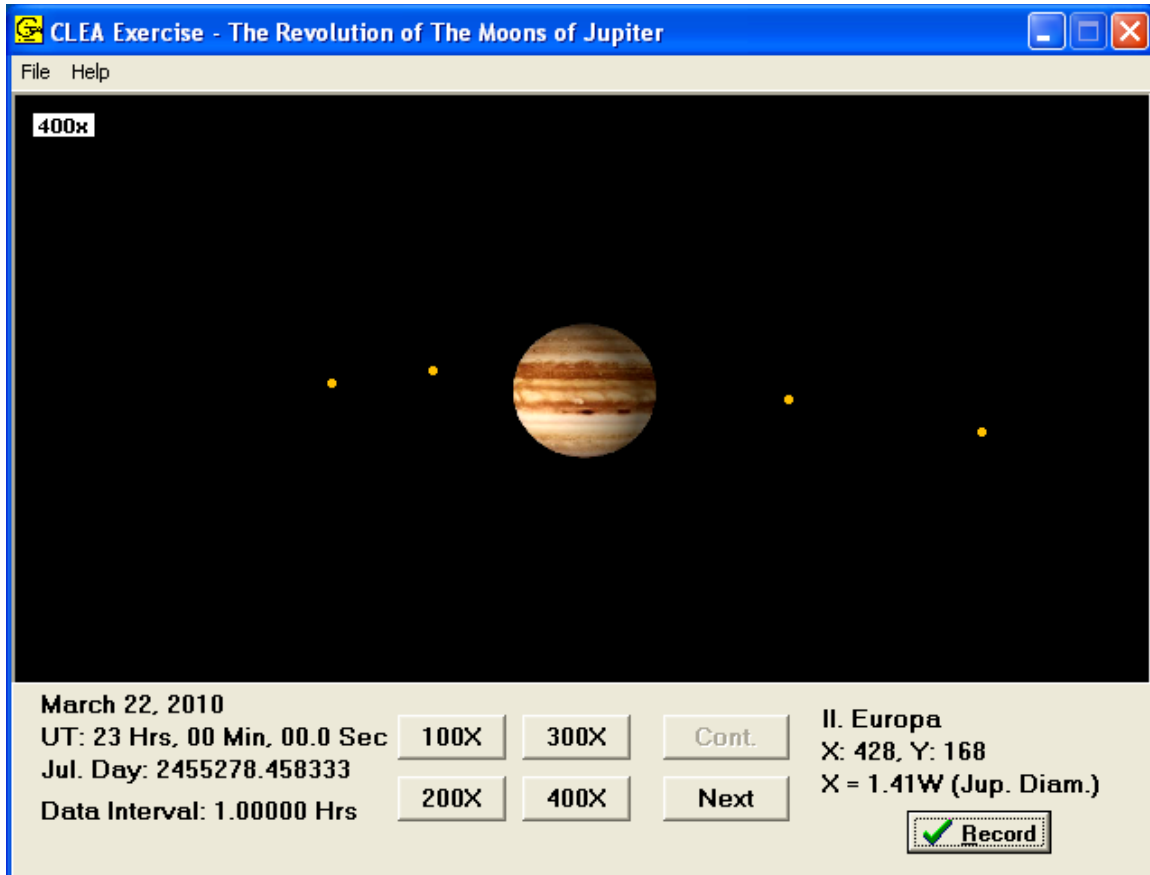 CLEA Exercise - The Revolution of The Moons of Jupiter
File Help
400x
March 22, 2010
UT: 23 Hrs, 00 Min, 00.0 Sec
Jul. Day: 2455278.458333
Data Interval: 1.00000 Hrs
100X 300X Cont.
200X 400X Next
II. Europa
X: 428, Y: 168
X = 1.41W (Jup. Diam.)
Record